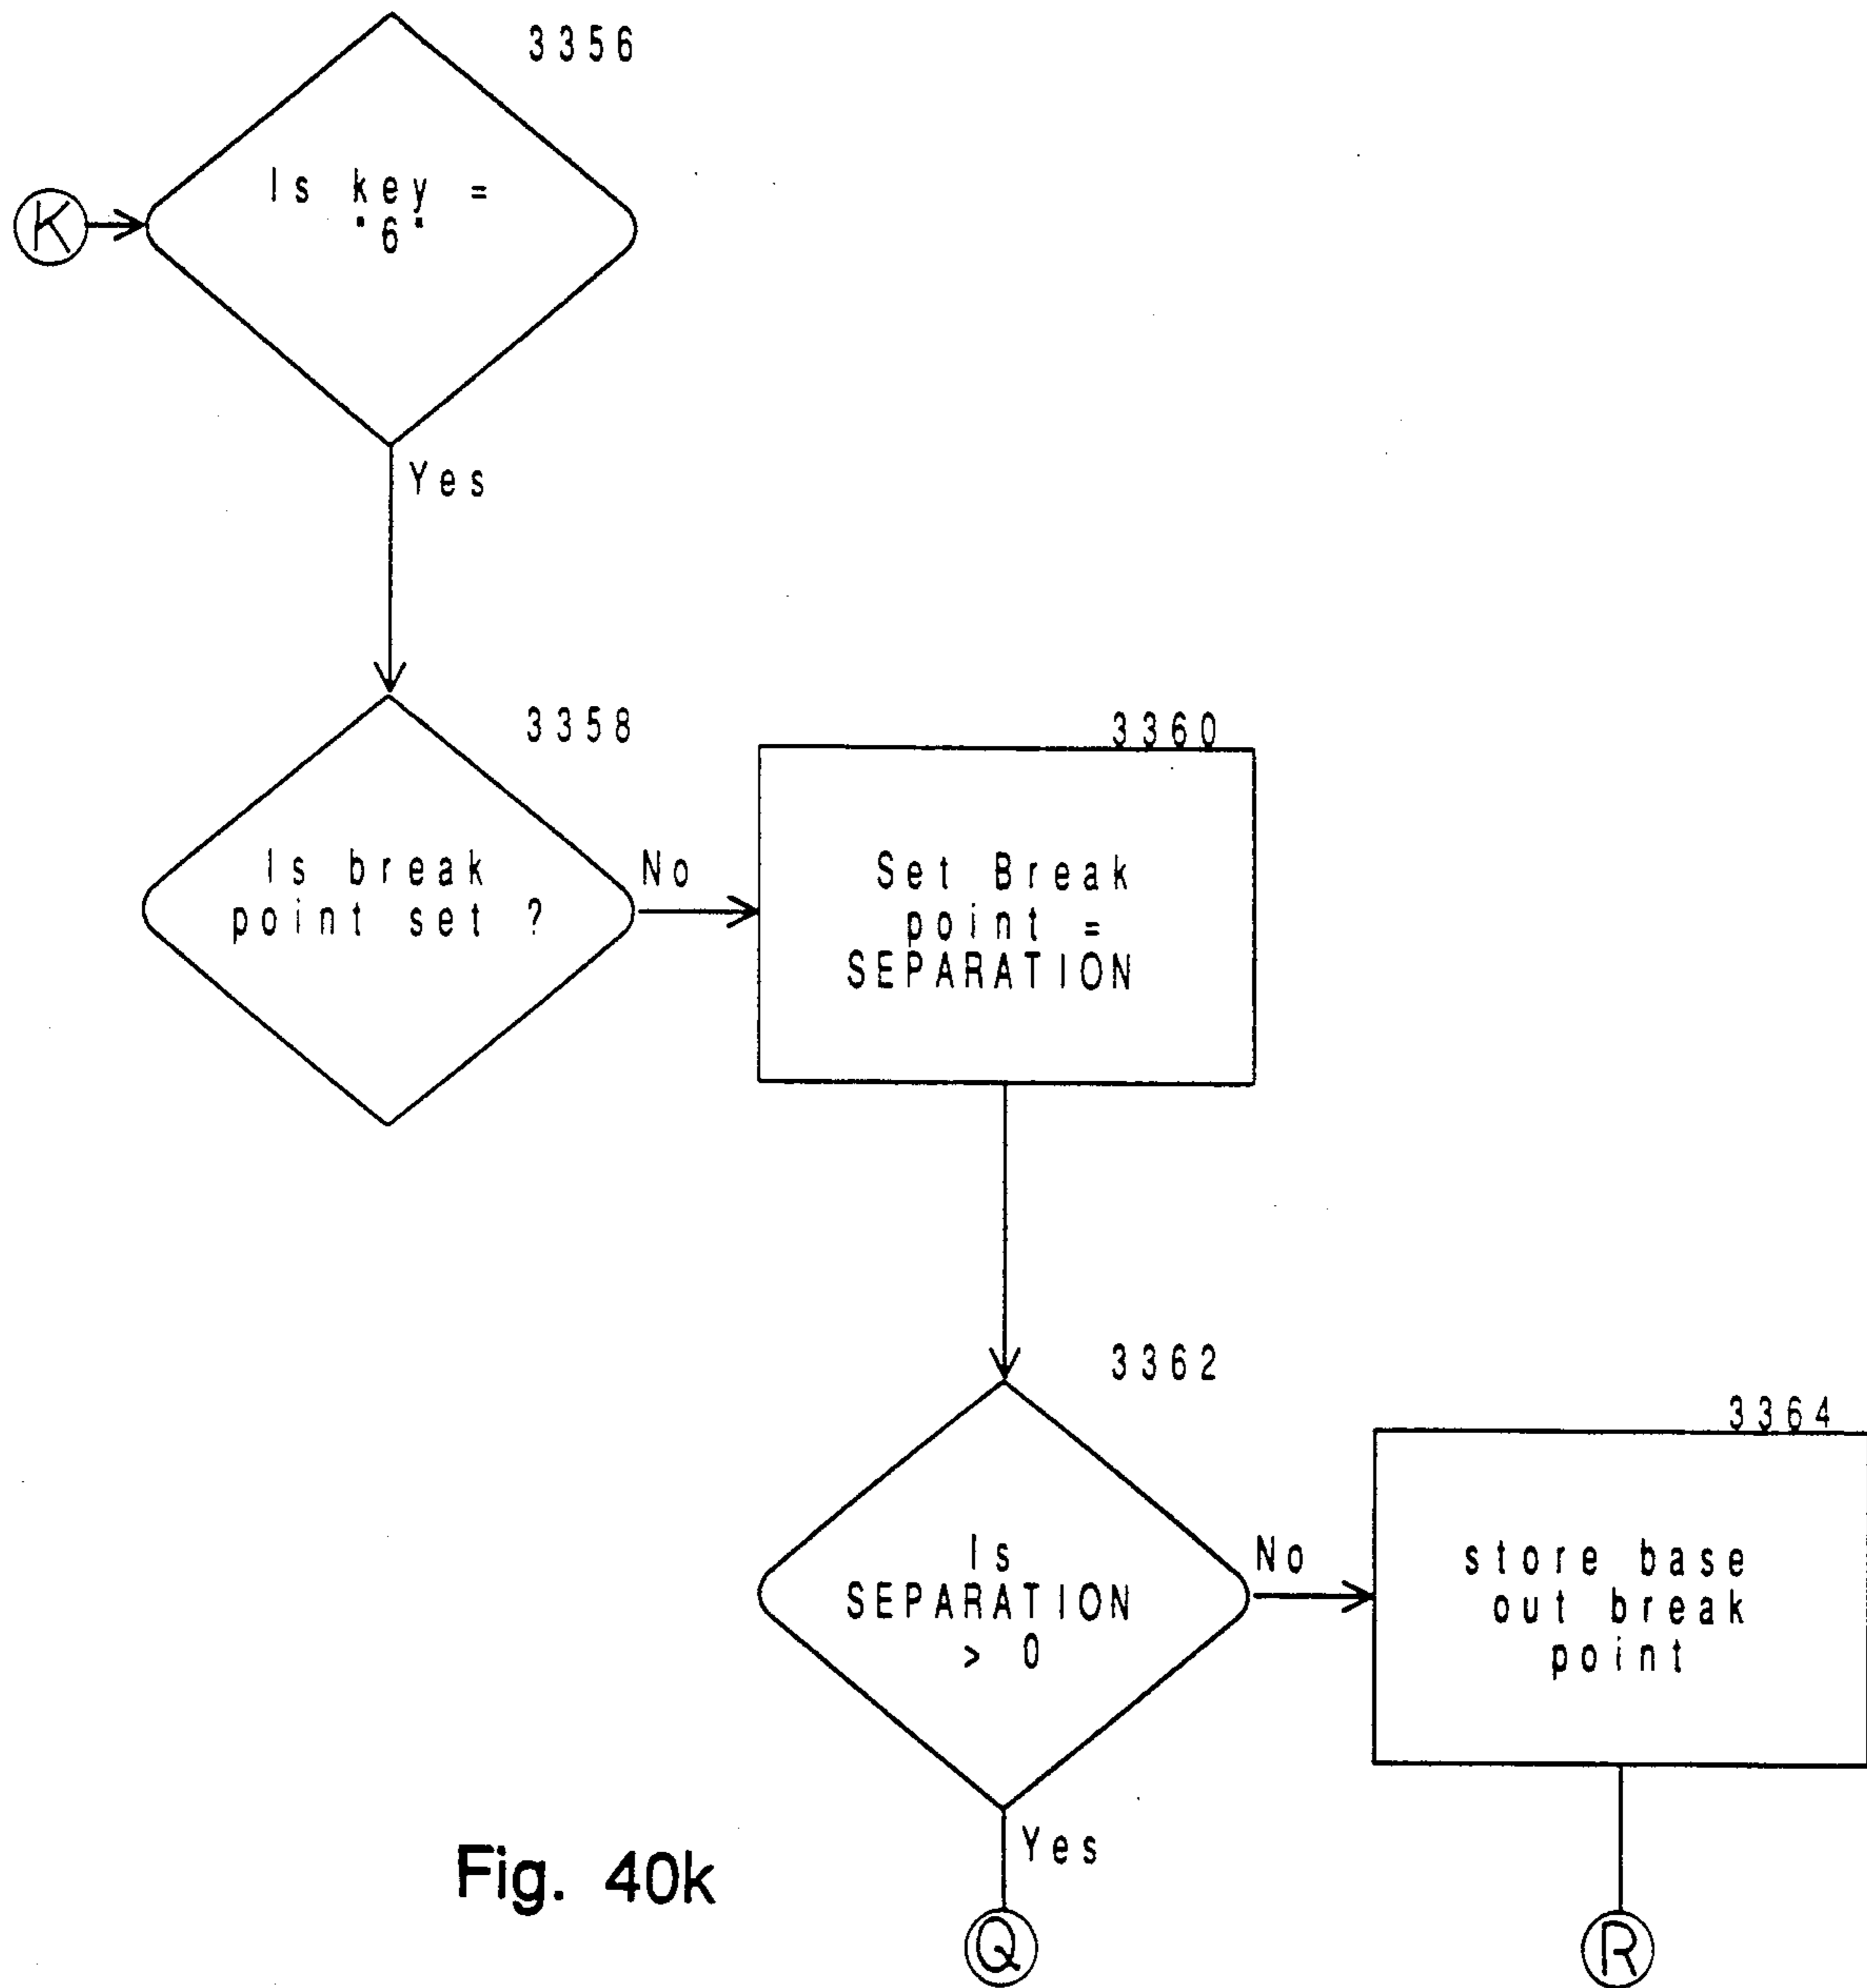 3356
Is key =
"6"
K
Yes
3358
Is break
point set ?
No
3360
Set Break
point =
SEPARATION
3362
Is
SEPARATION
> 0
No
3364
store base
out break
point
Yes
Fig. 40k
Q
R